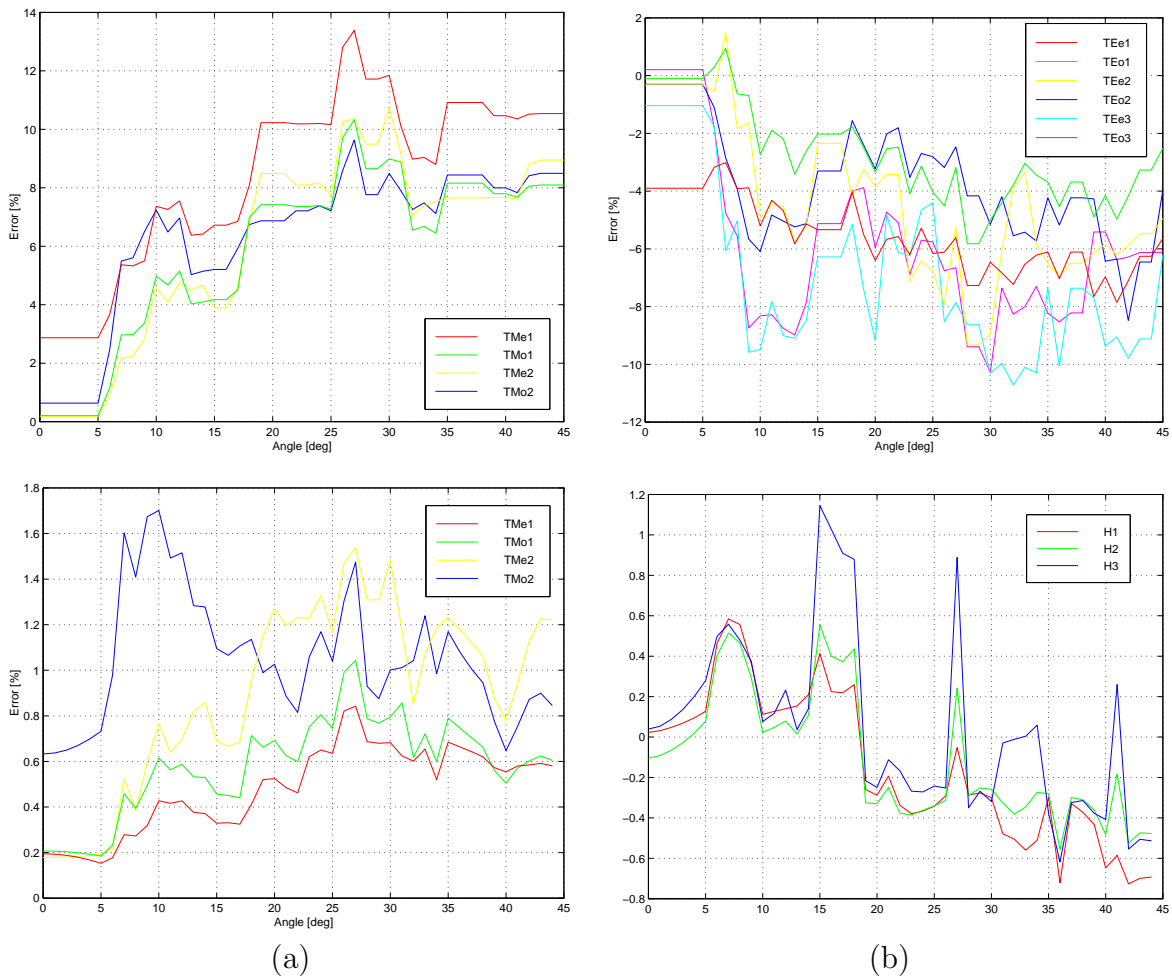 14
12
10
8
6
4
2
0
Error [%]
0 5 10 15 20 25 30 35 40 45
Angle [deg]
TMe1
TMo1
TMe2
TMo2
2
0
−2
−4
−6
−8
−10
−12
Error [%]
0 5 10 15 20 25 30 35 40 45
Angle [deg]
TEe1
TEo1
TEe2
TEo2
TEe3
TEo3
1.8
1.6
1.4
1.2
1
0.8
0.6
0.4
0.2
0
Error [%]
0 5 10 15 20 25 30 35 40 45
Angle [deg]
TMe1
TMo1
TMe2
TMo2
(a)
1.2
1
0.8
0.6
0.4
0.2
0
−0.2
−0.4
−0.6
−0.8
0 5 10 15 20 25 30 35 40 45
H1
H2
H3
(b)